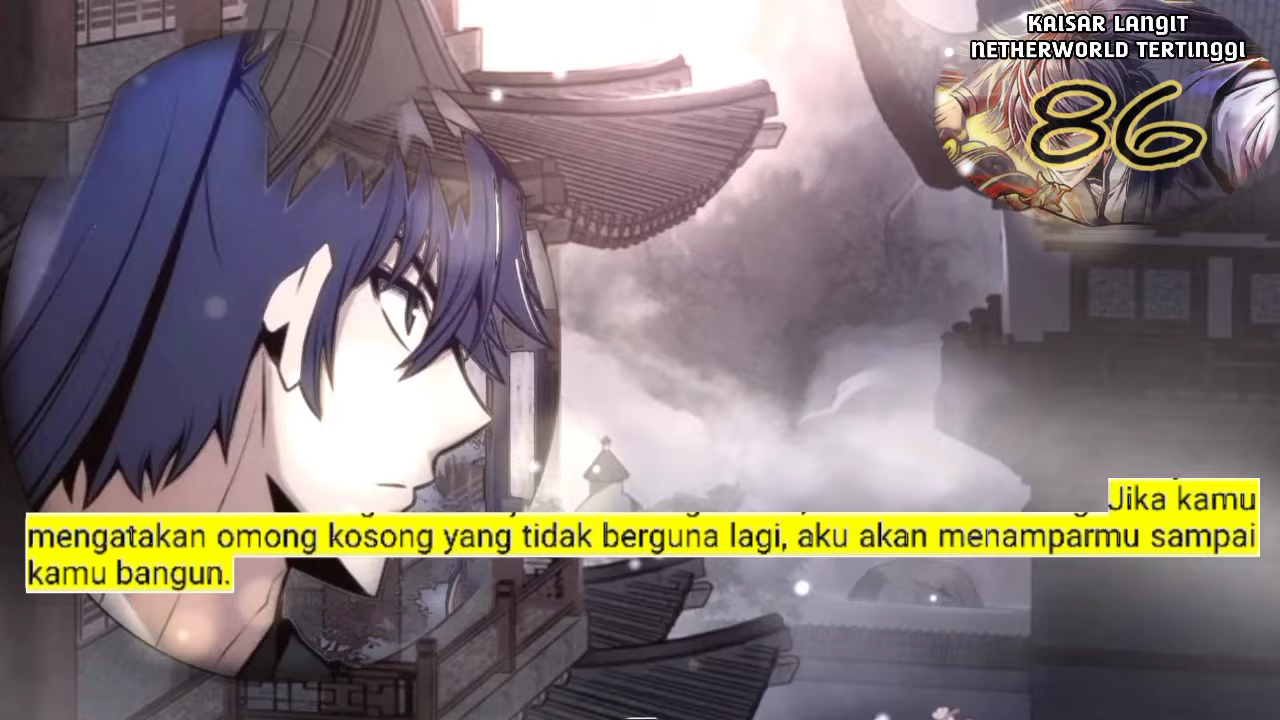 KAISAR LANGIT
NETHERWORLD TERTINGGI
86
Jika kamu
mengatakan omong kosong yang tidak berguna lagi, aku akan menamparmu sampai
kamu bangun.